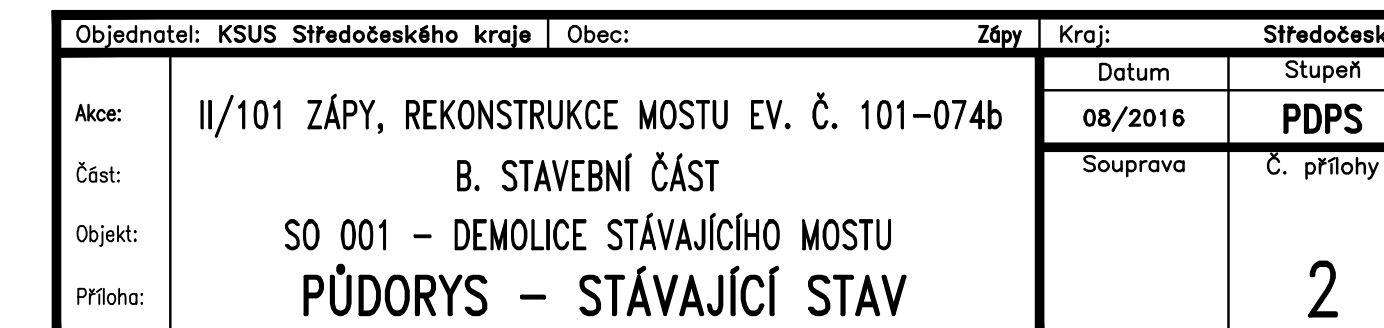 Objednatel: KSUS Středočeského kraje Obec: Zápy Kraj:
Datum Stupeň
Akce: II/101 ZÁPY, REKONSTRUKCE MOSTU EV. Č. 101-074b 08/2016 PDPS
Část: B. STAVEBNÍ ČÁST Souprava Č. přílohy
Objekt: SO 001 - DEMOLICE STÁVAJÍCÍHO MOSTU
Příloha: PŮDORYS - STÁVAJÍCÍ STAV 2